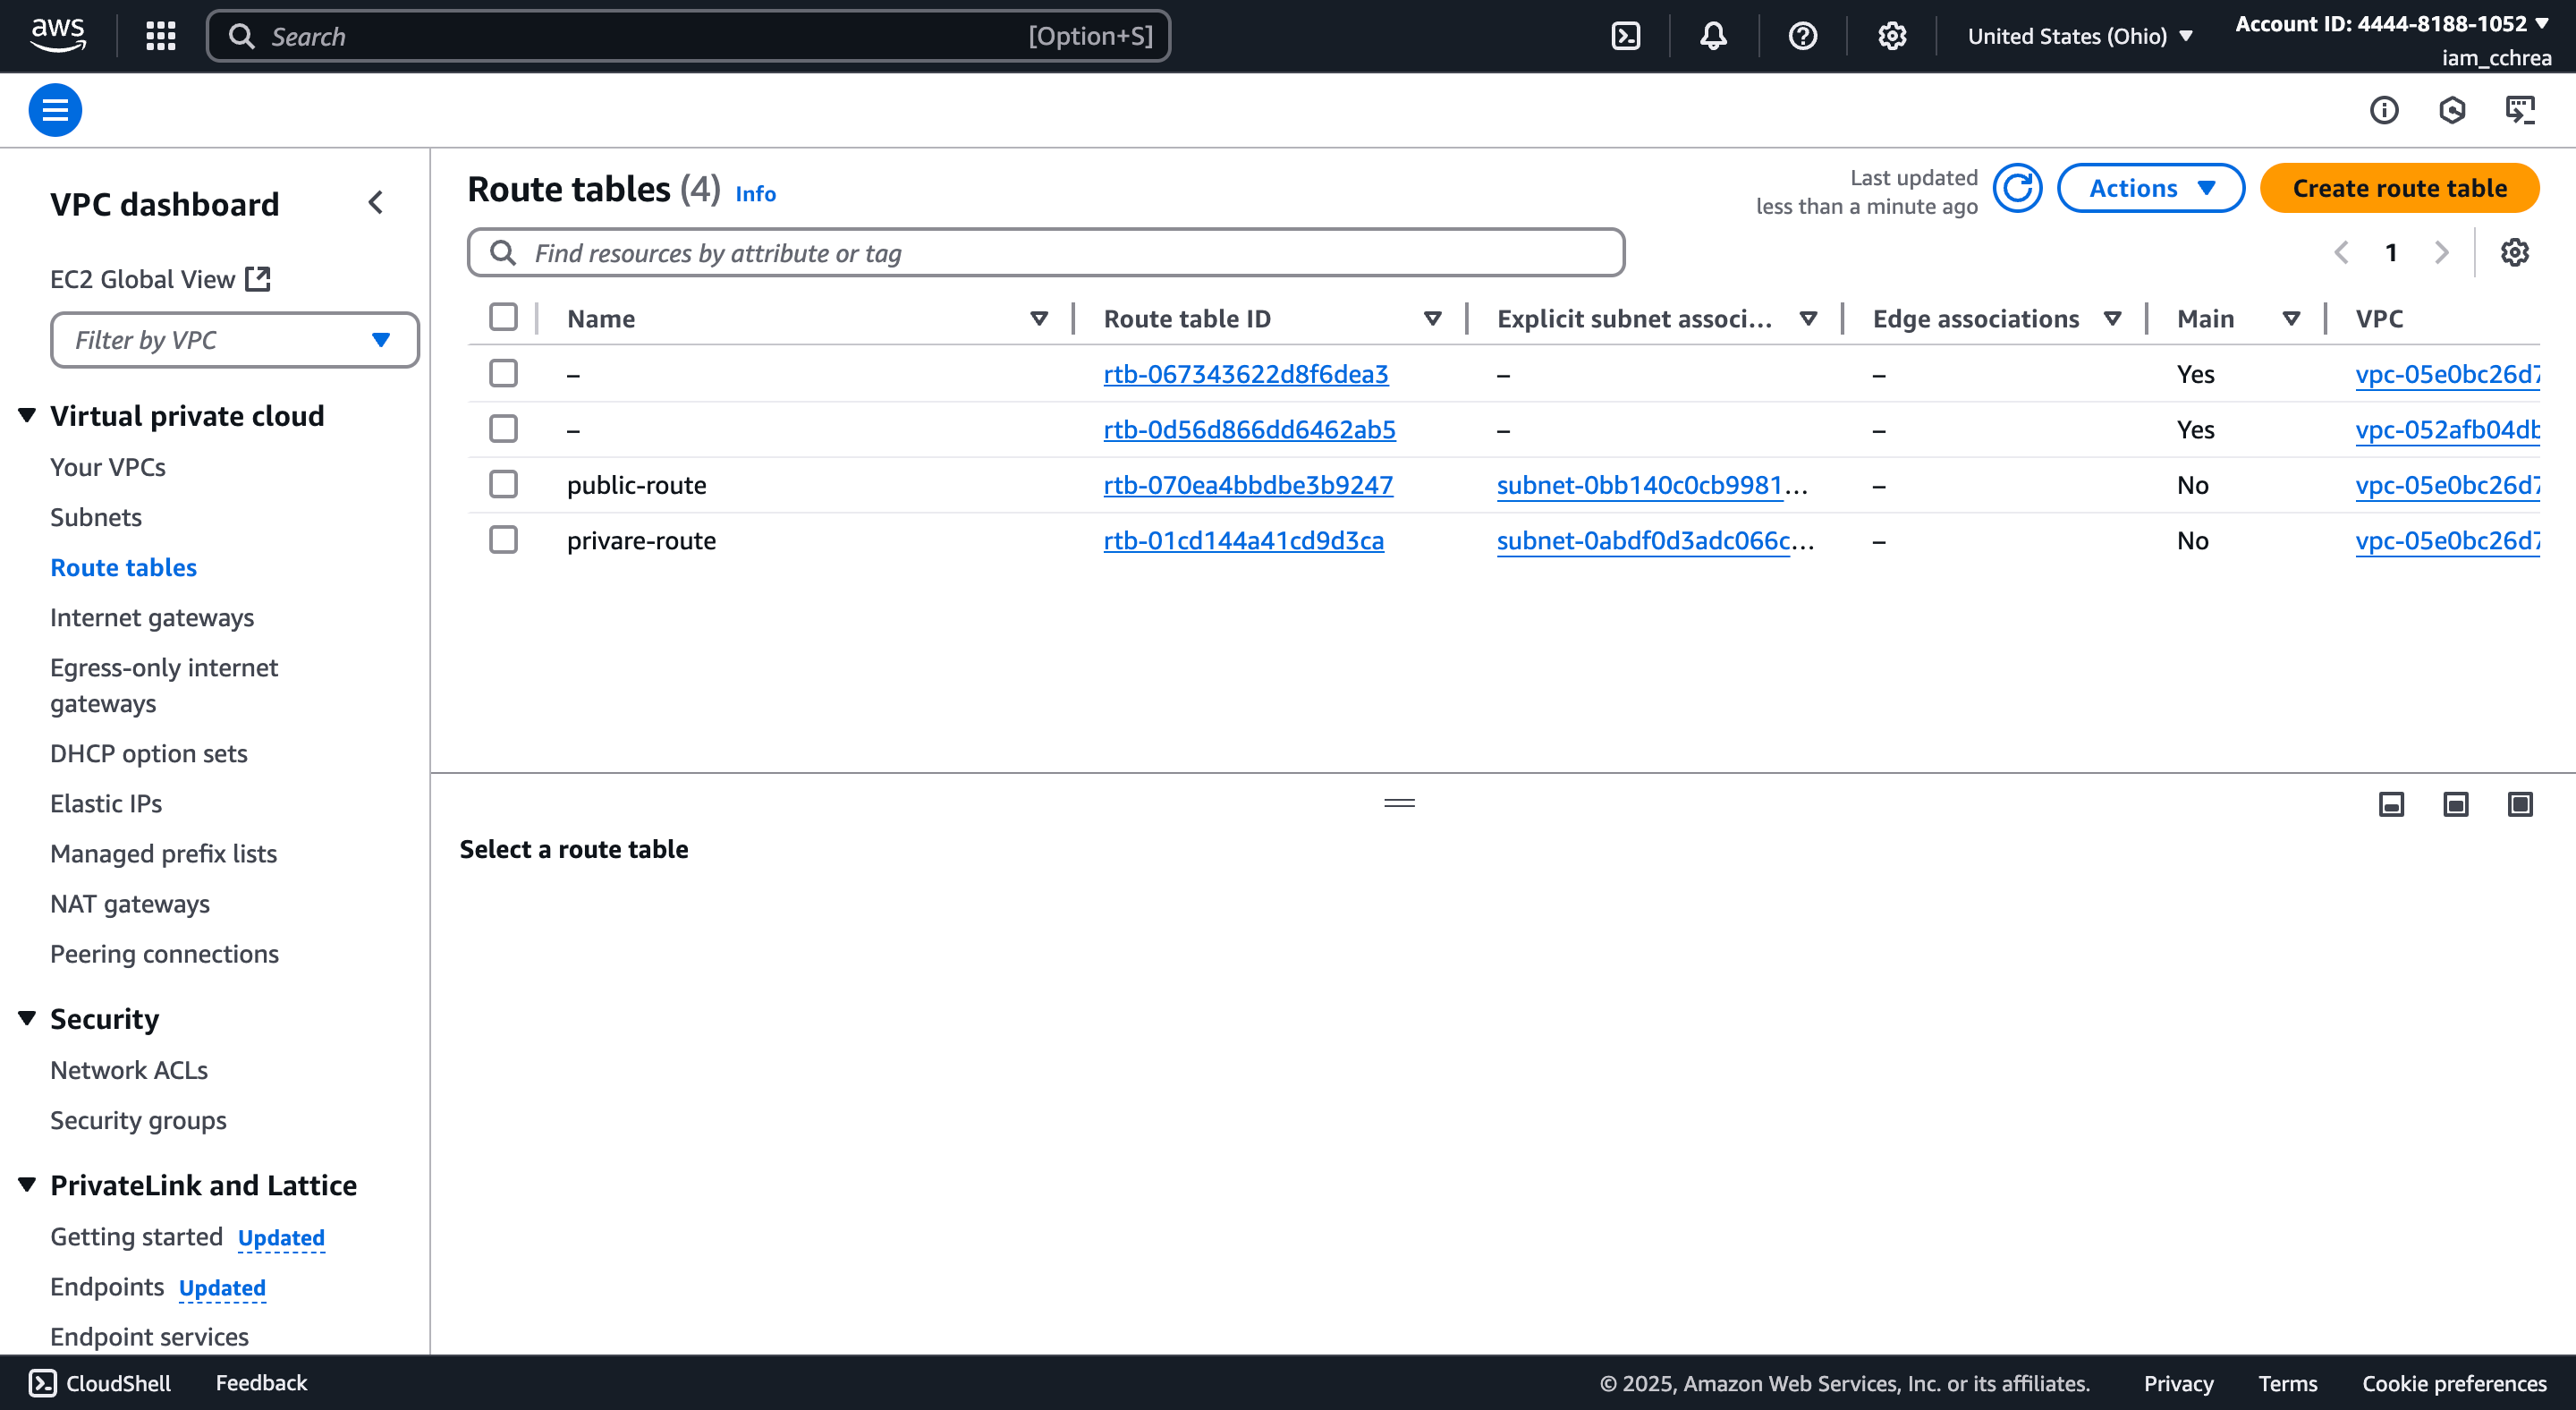 aws
Search [Option+S]
United States (Ohio)
Account ID: 4444-8188-1052
iam_cchrea
VPC dashboard
EC2 Global View
Filter by VPC
Virtual private cloud
Your VPCs
Subnets
Route tables
Internet gateways
Egress-only internet
gateways
DHCP option sets
Elastic IPs
Managed prefix lists
NAT gateways
Peering connections
Security
Network ACLs
Security groups
PrivateLink and Lattice
Getting started Updated
Endpoints Updated
Endpoint services
Route tables (4) Info
Last updated
less than a minute ago
Actions
Create route table
Find resources by attribute or tag
1
Name Route table ID Explicit subnet associ... Edge associations Main VPC
– rtb-067343622d8f6dea3 – – Yes vpc-05e0bc26d7
– rtb-0d56d866dd6462ab5 – – Yes vpc-052afb04db
public-route rtb-070ea4bbdbe3b9247 subnet-0bb140c0cb9981... – No vpc-05e0bc26d7
privare-route rtb-01cd144a41cd9d3ca subnet-0abdf0d3adc066c... – No vpc-05e0bc26d7
Select a route table
CloudShell Feedback © 2025, Amazon Web Services, Inc. or its affiliates. Privacy Terms Cookie preferences